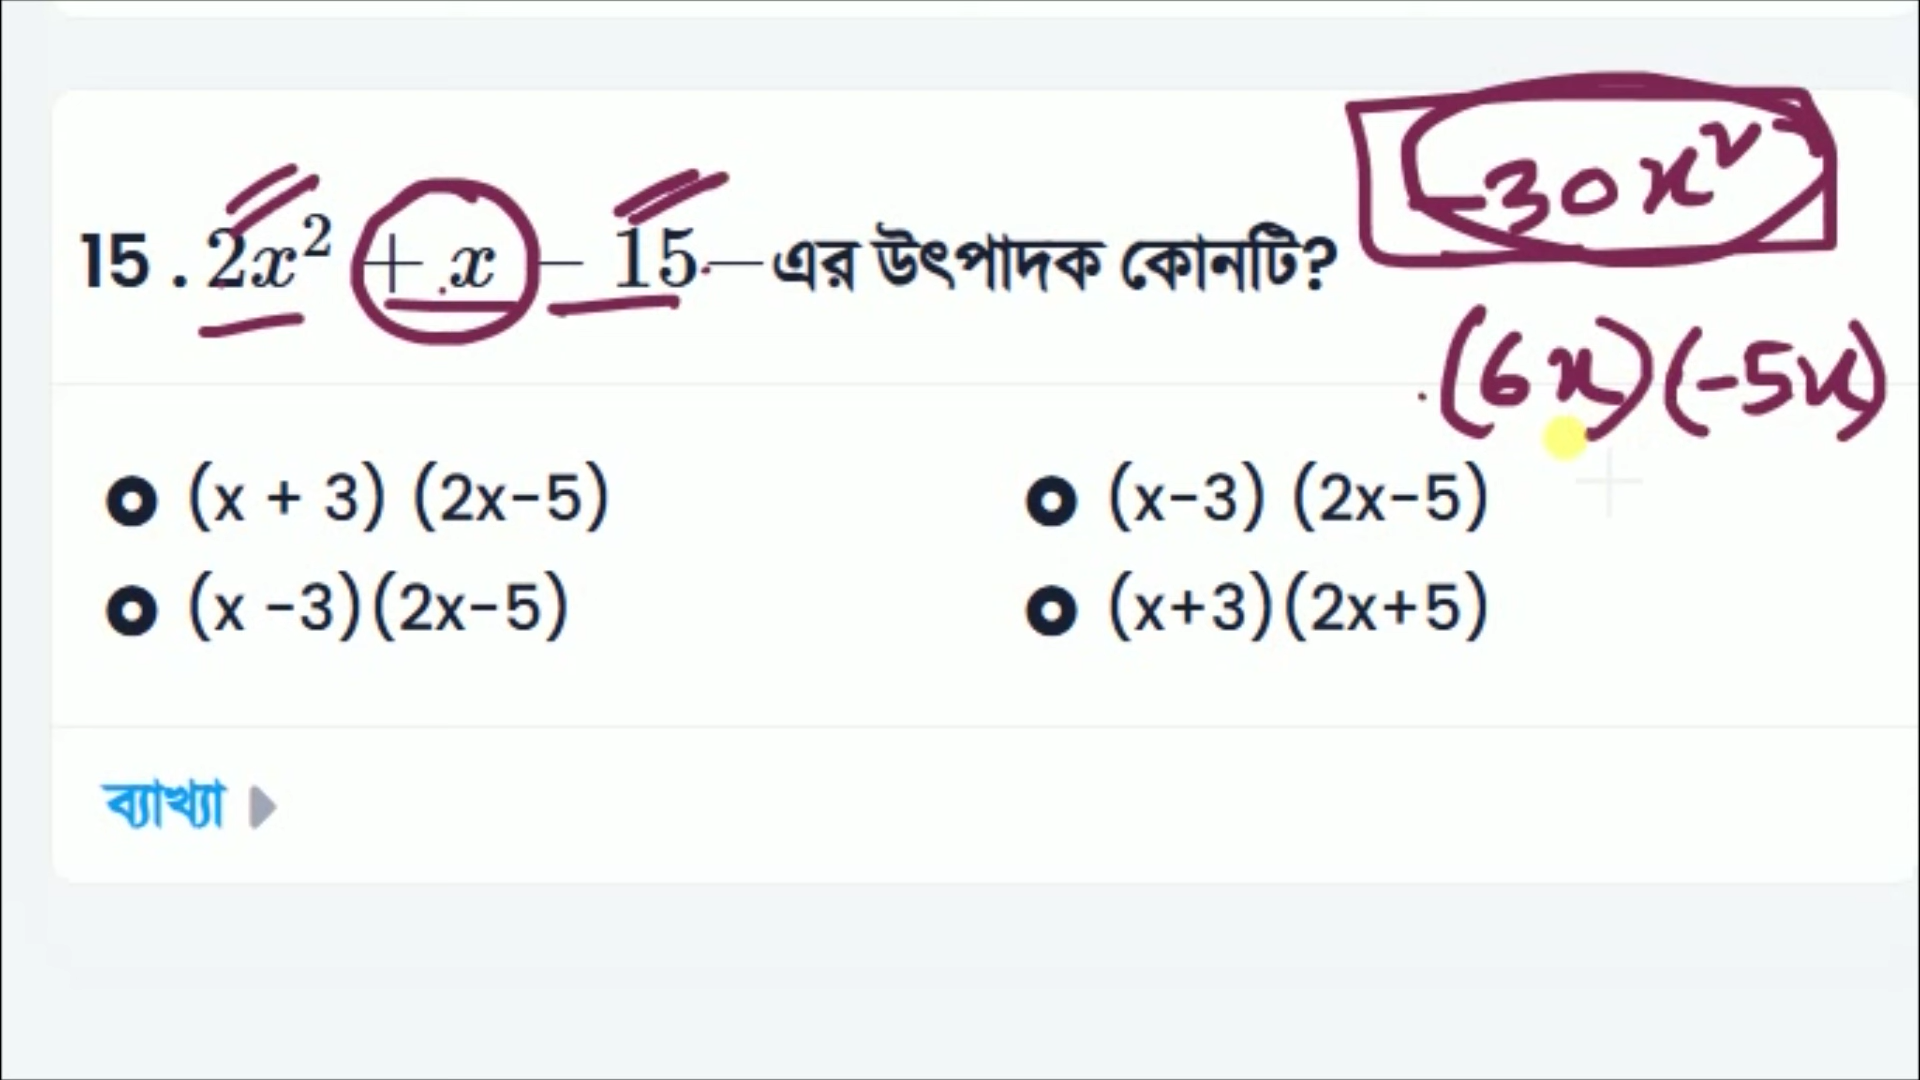 -30x²
15 . 2x² + x − 15 − এর উৎপাদক কোনটি?
(6x)(-5x)
(x + 3) (2x-5)
(x-3) (2x-5)
(x -3)(2x-5)
(x+3)(2x+5)
ব্যাখ্যা